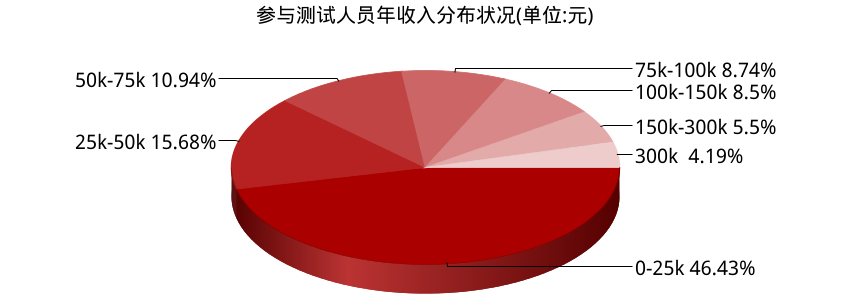 参与测试人员年收入分布状况(单位:元)
75k-100k 8.74%
50k-75k 10.94%
100k-150k 8.5%
150k-300k 5.5%
25k-50k 15.68%
300k 4.19%
0-25k 46.43%